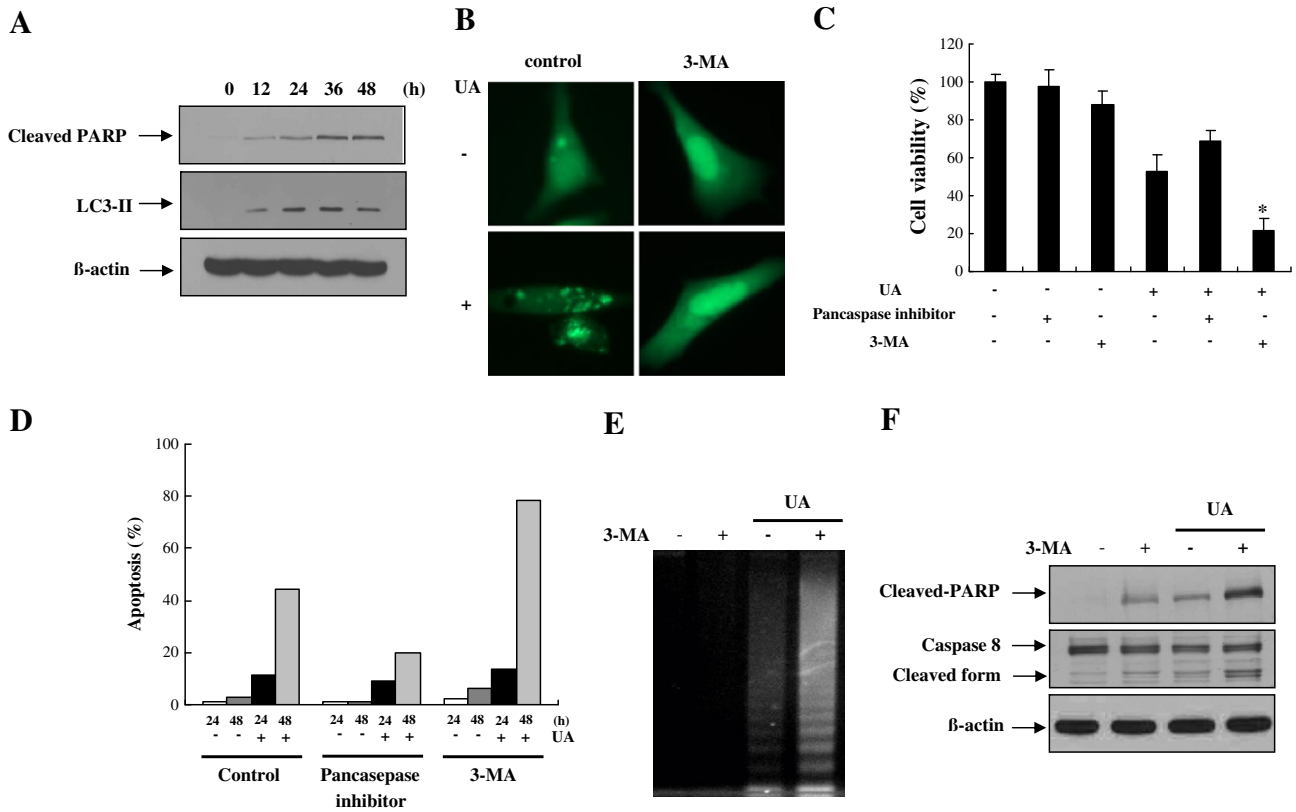 A
0 12 24 36 48 (h)
Cleaved PARP
LC3-II
ß-actin
B
control 3-MA
UA
-
+
C
Cell viability (%)
120
100
80
60
40
20
0
*
UA - - - + + +
Pancaspase inhibitor - + - - + -
3-MA - - + - - +
D
Apoptosis (%)
100
80
60
40
20
0
24 48 24 48 24 48 24 48 24 48 24 48 (h)
- - + + - - + + - - + + UA
Control Pancasepase inhibitor 3-MA
E
UA
3-MA - + - +
F
UA
3-MA - + - +
Cleaved-PARP
Caspase 8
Cleaved form
ß-actin